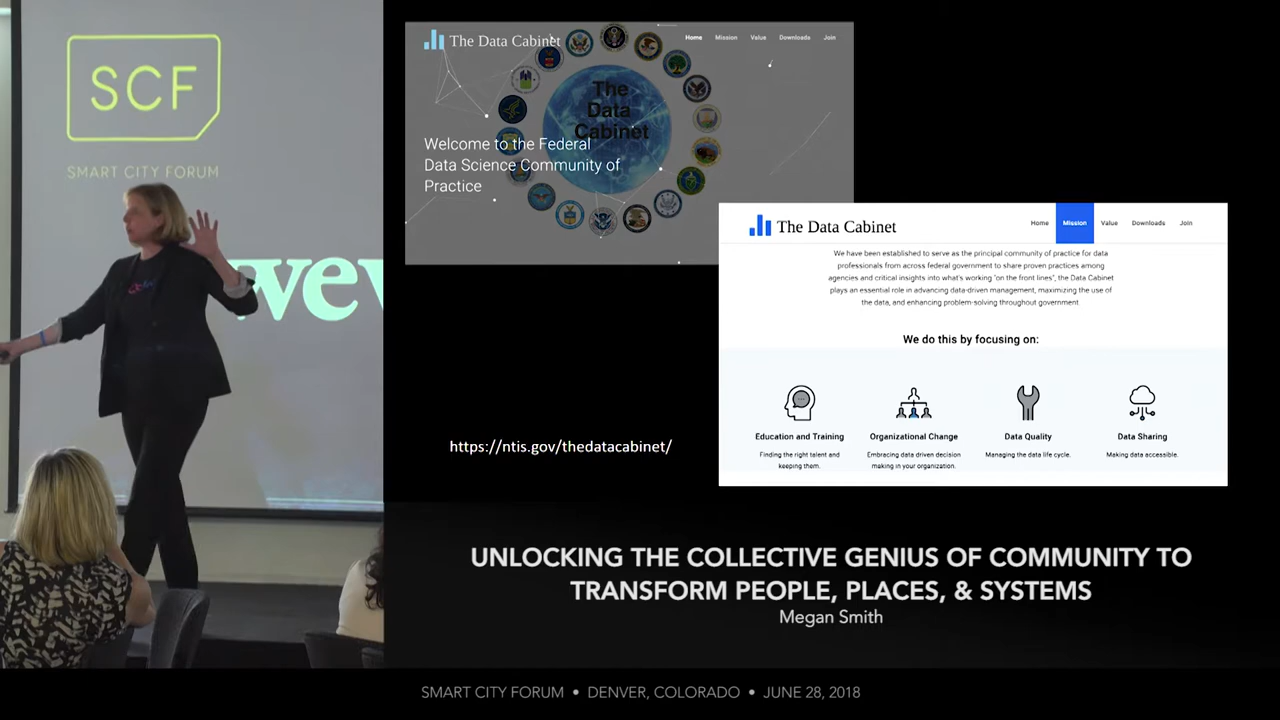 SCF
SMART CITY FORUM
wew
The Data Cabinet
Home Mission Value Downloads Join
The
Data
Cabinet
Welcome to the Federal
Data Science Community of
Practice
The Data Cabinet
Home Mission Value Downloads Join
We have been established to serve as the principal community of practice for data
professionals from across federal government to share proven practices among
agencies and critical insights into what's working "on the front lines", the Data Cabinet
plays an essential role in advancing data-driven management, maximizing the use of
the data, and enhancing problem-solving throughout government.
We do this by focusing on:
Education and Training
Finding the right talent and
keeping them.
Organizational Change
Embracing data driven decision
making in your organization.
Data Quality
Managing the data life cycle.
Data Sharing
Making data accessible.
https://ntis.gov/thedatacabinet/
UNLOCKING THE COLLECTIVE GENIUS OF COMMUNITY TO
TRANSFORM PEOPLE, PLACES, & SYSTEMS
Megan Smith
SMART CITY FORUM • DENVER, COLORADO • JUNE 28, 2018